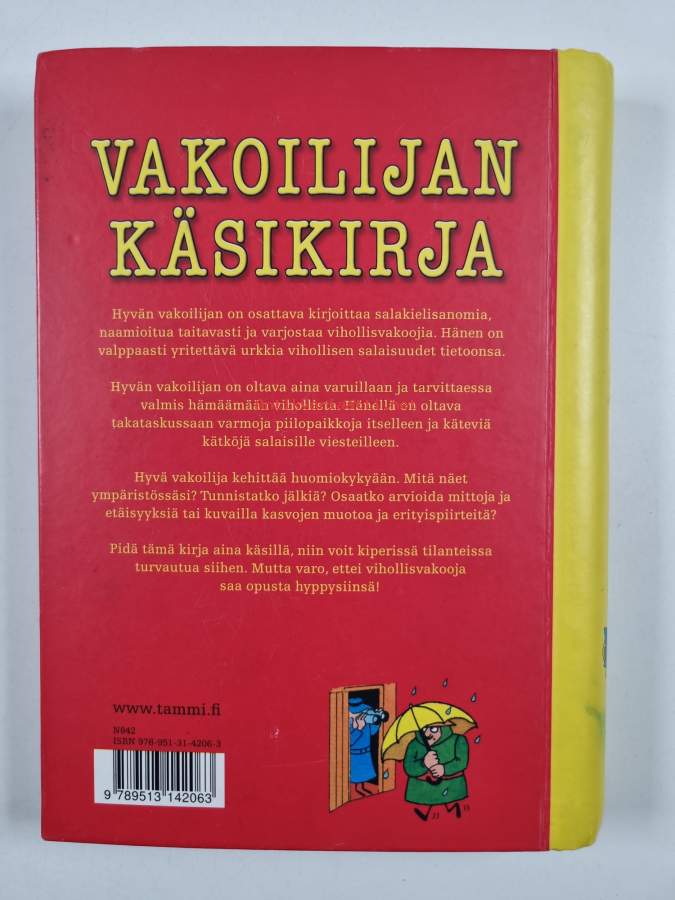 VAKOILIJAN
KÄSIKIRJA
Hyvän vakoilijan on osattava kirjoittaa salakielisanomia,
naamioitua taitavasti ja varjostaa vihollisvakoojia. Hänen on
valppaasti yritettävä urkkia vihollisen salaisuudet tietoonsa.
Hyvän vakoilijan on oltava aina varuillaan ja tarvittaessa
valmis hämäämään vihollista. Hänellä on oltava
takataskussaan varmoja piilopaikkoja itselleen ja käteviä
kätköjä salaisille viesteilleen.
Hyvä vakoilija kehittää huomiokykyään. Mitä näet
ympäristössäsi? Tunnistatko jälkiä? Osaatko arvioida mittoja ja
etäisyyksiä tai kuvailla kasvojen muotoa ja erityispiirteitä?
Pidä tämä kirja aina käsillä, niin voit kiperissä tilanteissa
turvautua siihen. Mutta varo, ettei vihollisvakooja
saa opusta hyppysiinsä!
www.tammi.fi
N842
ISBN 978-951-31-4206-3
9 789513 142063